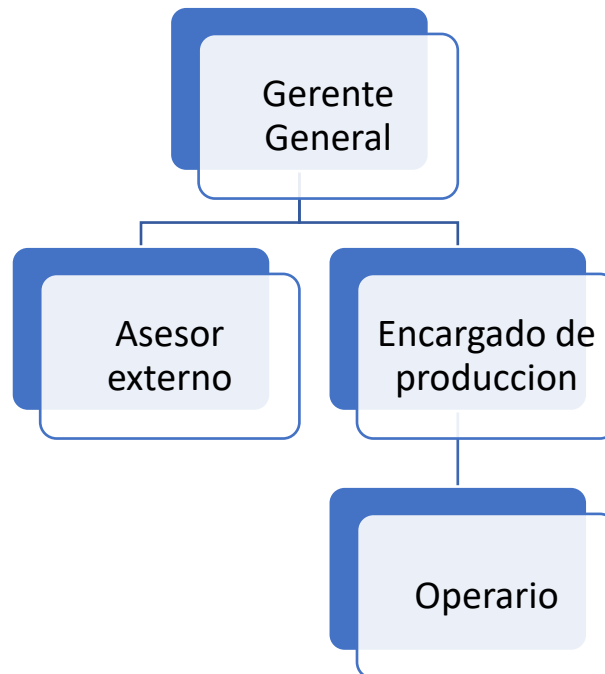 Gerente
General
Asesor
externo
Encargado de
produccion
Operario